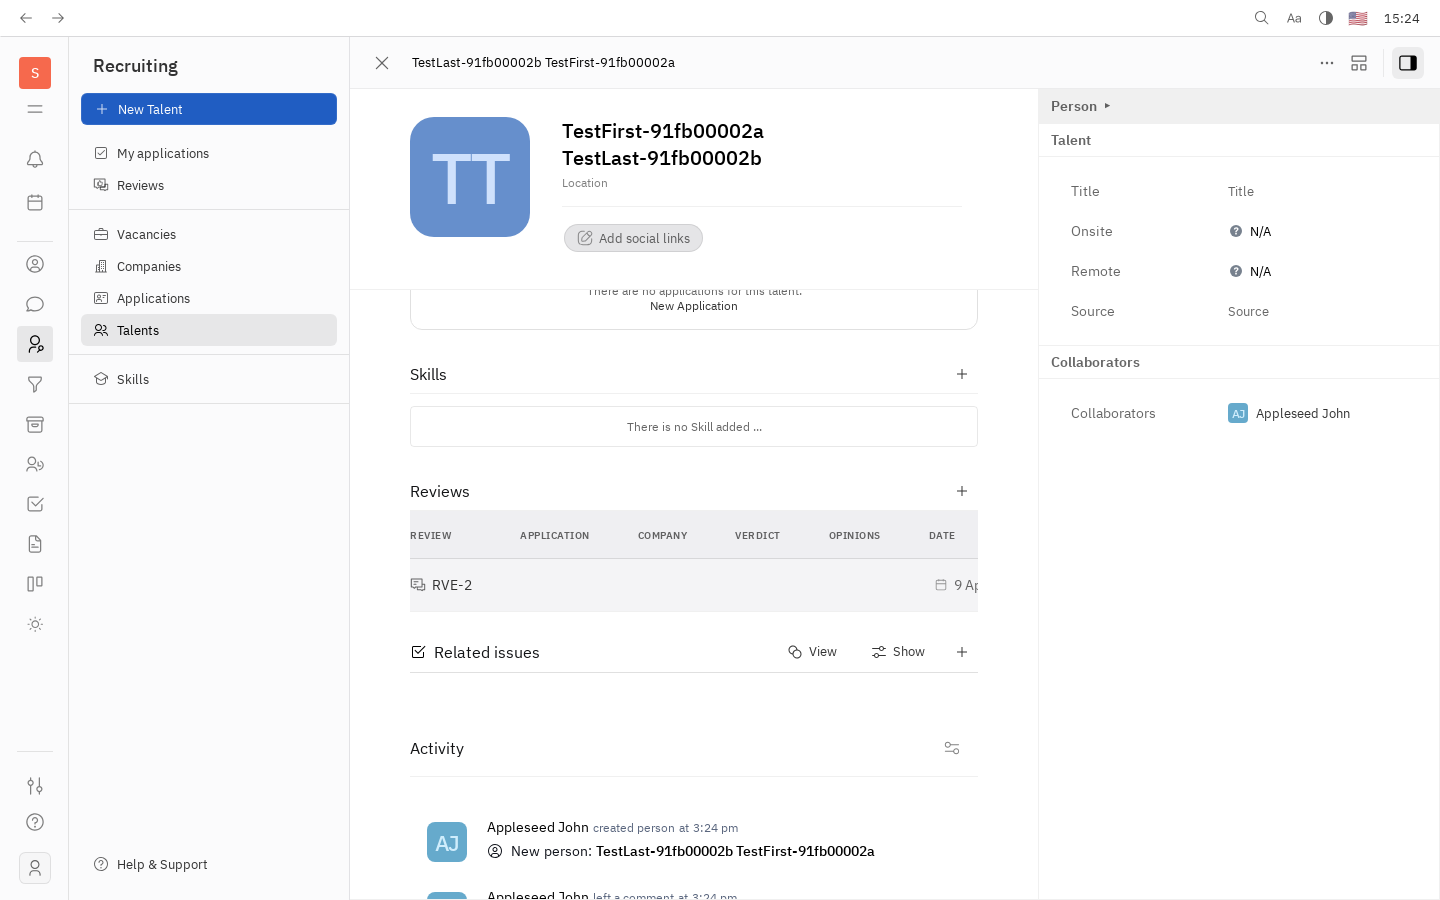 Aa
15:24
S
Recruiting
New Talent
My applications
Reviews
Vacancies
Companies
Applications
Talents
Skills
Help & Support
TestLast-91fb00002b TestFirst-91fb00002a
TT
TestFirst-91fb00002a
TestLast-91fb00002b
Location
Add social links
There are no applications for this talent.
New Application
Skills
There is no Skill added ...
Reviews
REVIEW APPLICATION COMPANY VERDICT OPINIONS DATE
RVE-2 9 Ap
Related issues View Show
Activity
AJ
Appleseed John created person at 3:24 pm
New person: TestLast-91fb00002b TestFirst-91fb00002a
Appleseed John left a comment at 3:24 pm
Person
Talent
Title Title
Onsite N/A
Remote N/A
Source Source
Collaborators
Collaborators AJ Appleseed John